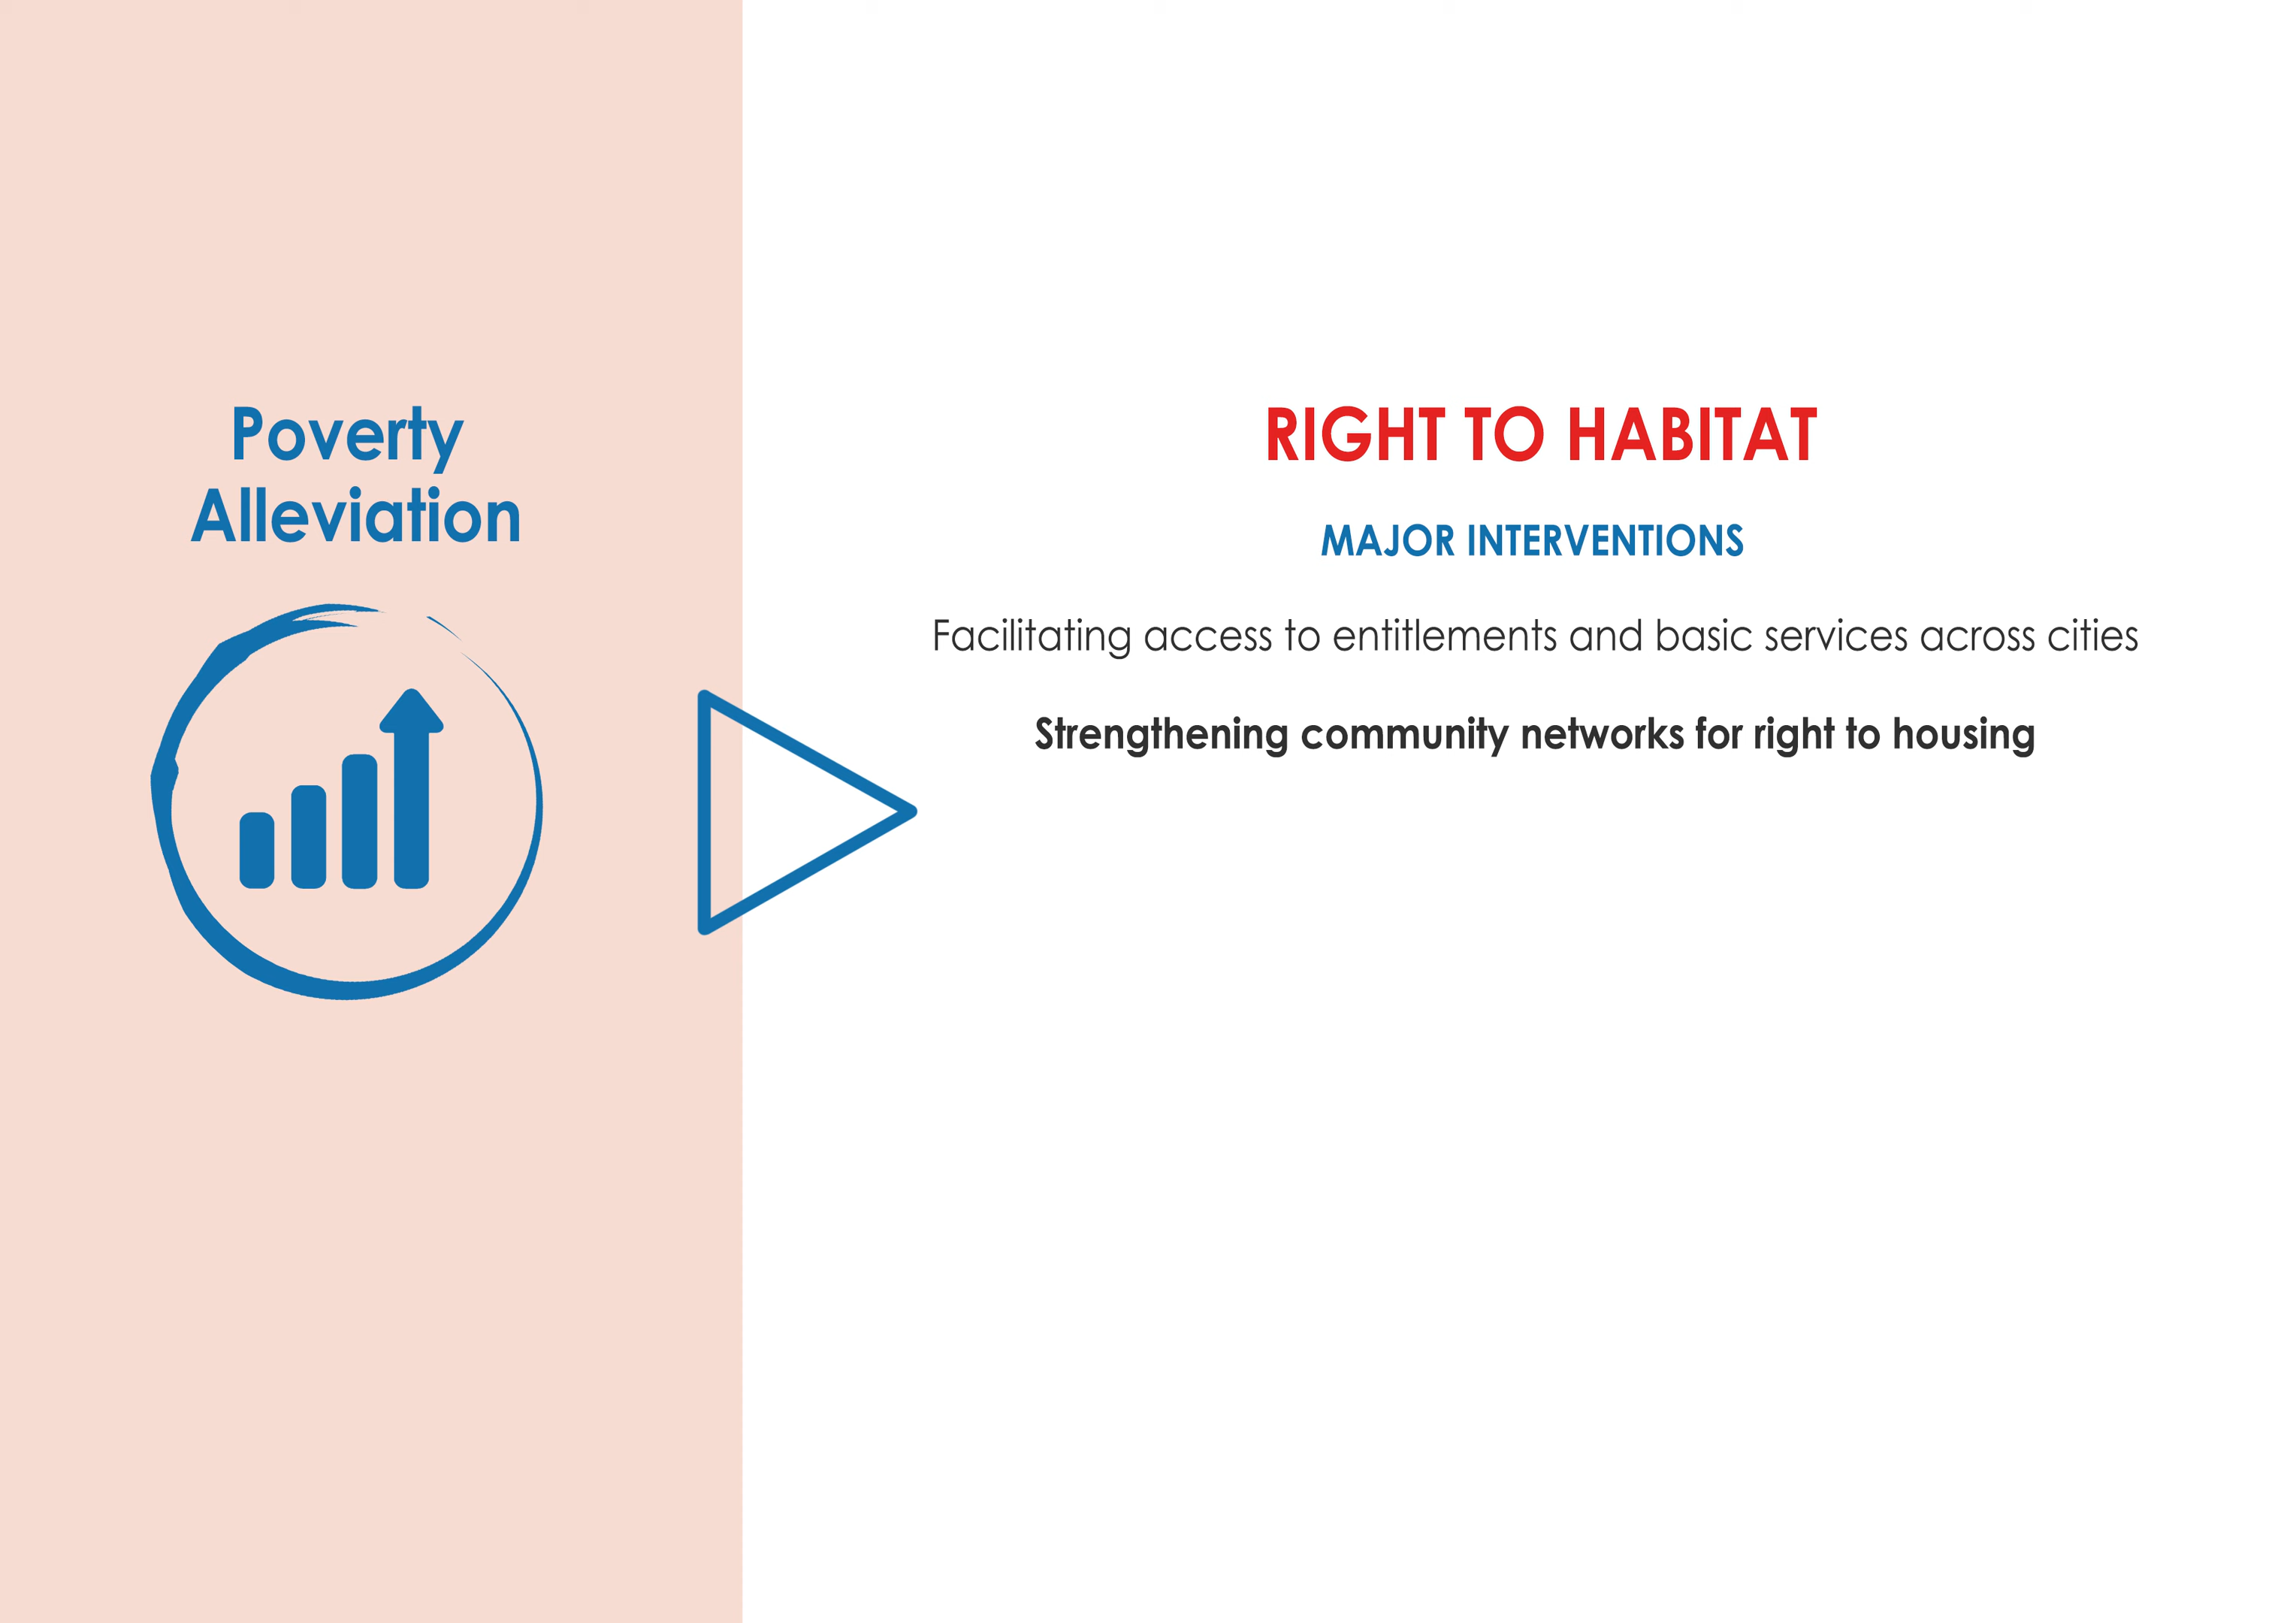 Poverty
Alleviation
RIGHT TO HABITAT
MAJOR INTERVENTIONS
Facilitating access to entitlements and basic services across cities
Strengthening community networks for right to housing